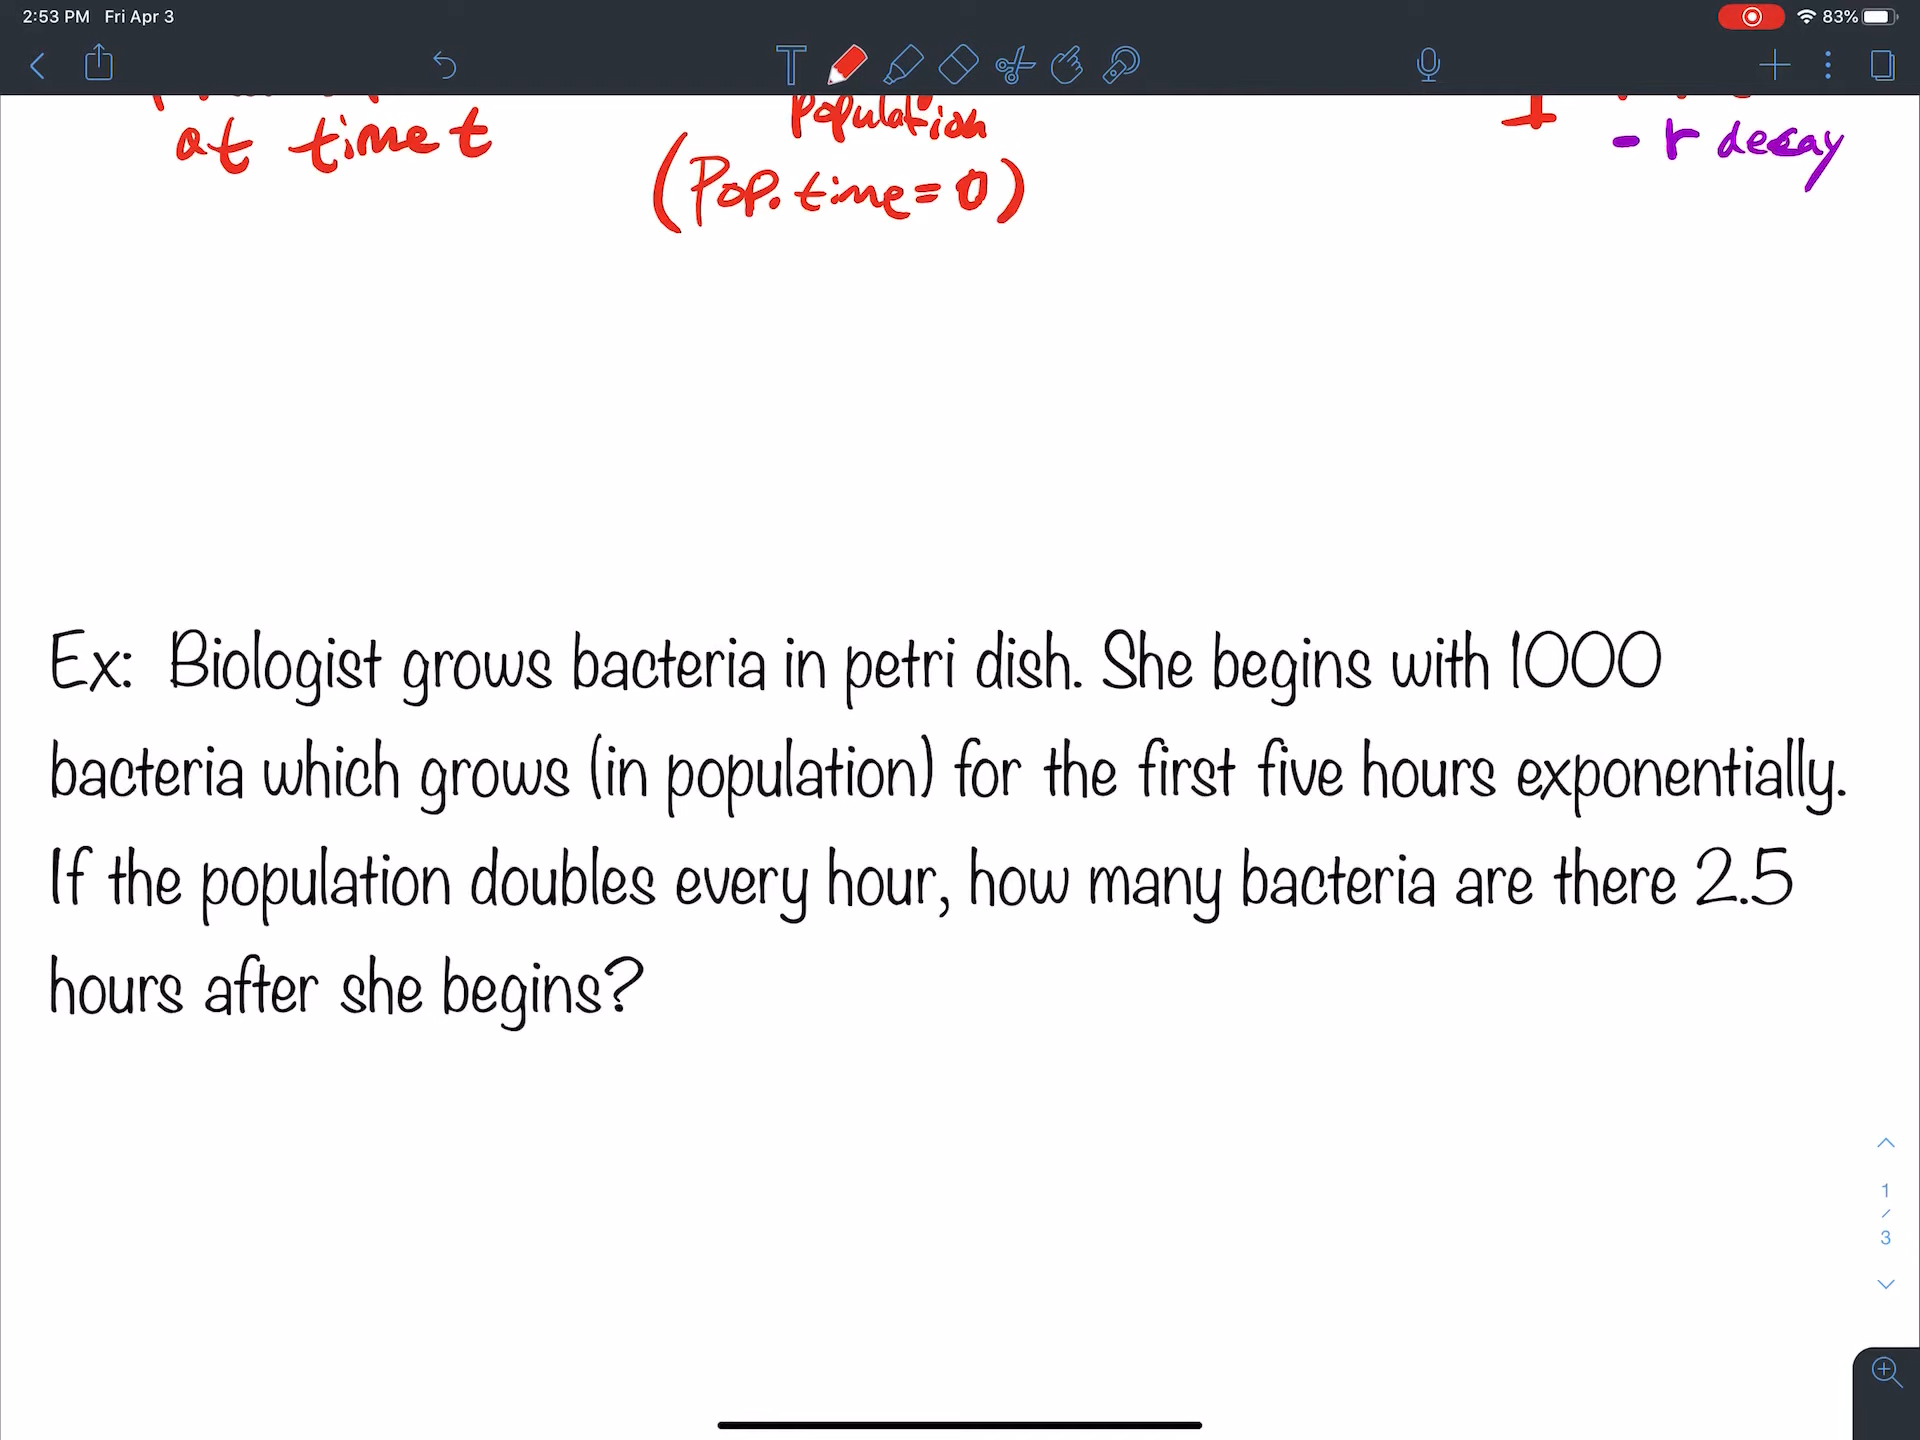 2:53 PM Fri Apr 3
83%
population
at time t
- r decay
(Pop. time = 0)
Ex: Biologist grows bacteria in petri dish. She begins with 1000
bacteria which grows (in population) for the first five hours exponentially.
If the population doubles every hour, how many bacteria are there 2.5
hours after she begins?
1
/
3